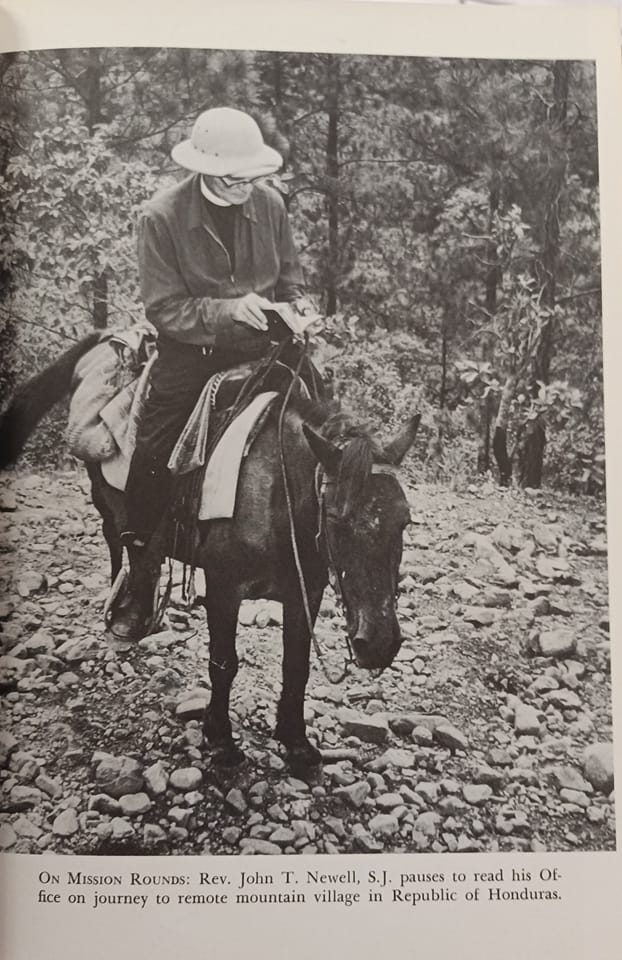 On Mission Rounds: Rev. John T. Newell, S.J. pauses to read his Of-
fice on journey to remote mountain village in Republic of Honduras.